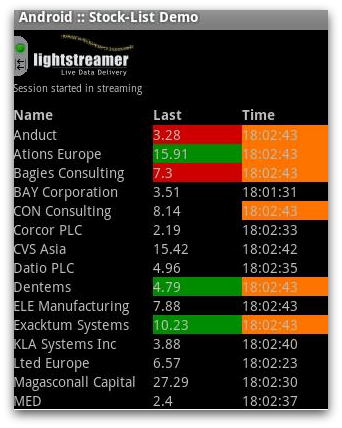 Android :: Stock-List Demo
lightstreamer
Live Data Delivery
Session started in streaming
Name Last Time
Anduct 3.28 18:02:43
Ations Europe 15.91 18:02:43
Bagies Consulting 7.3 18:02:43
BAY Corporation 3.51 18:01:31
CON Consulting 8.14 18:02:43
Corcor PLC 2.19 18:02:33
CVS Asia 15.42 18:02:42
Datio PLC 4.96 18:02:35
Dentems 4.79 18:02:43
ELE Manufacturing 7.88 18:02:43
Exacktum Systems 10.23 18:02:43
KLA Systems Inc 3.88 18:02:40
Lted Europe 6.57 18:02:23
Magasconall Capital 27.29 18:02:30
MED 2.4 18:02:37